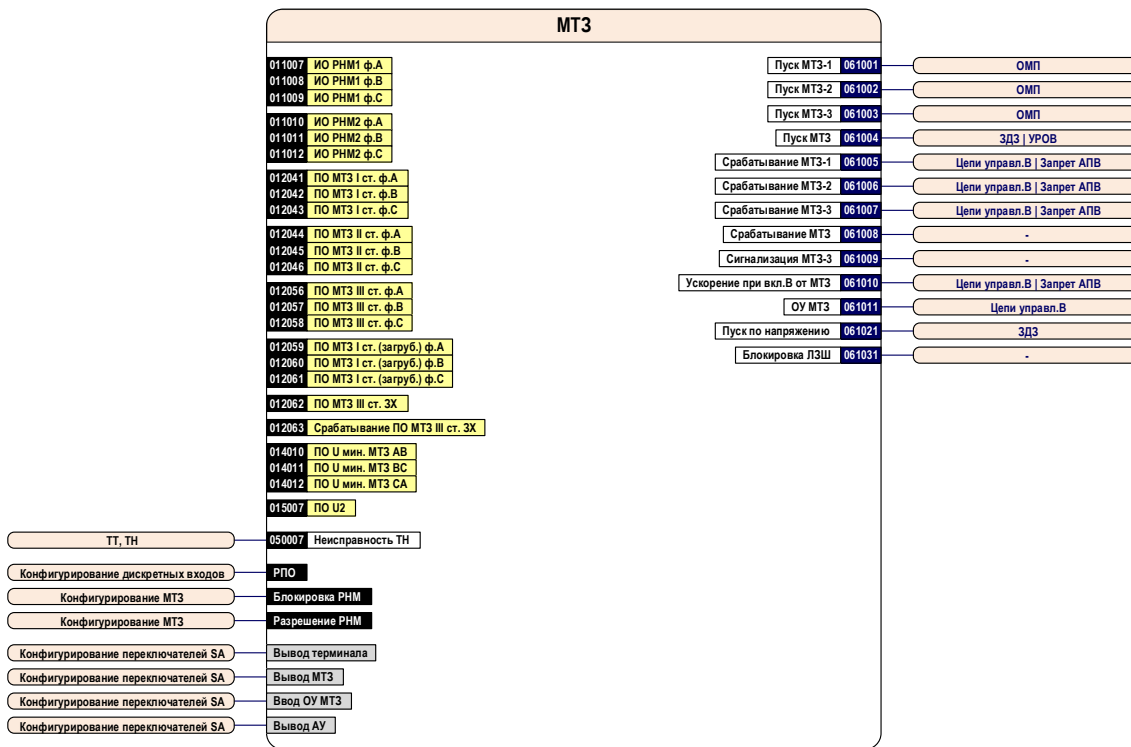 МТЗ
011007 ИО РНМ1 ф.А
011008 ИО РНМ1 ф.В
011009 ИО РНМ1 ф.С
011010 ИО РНМ2 ф.А
011011 ИО РНМ2 ф.В
011012 ИО РНМ2 ф.С
012041 ПО МТЗ I ст. ф.А
012042 ПО МТЗ I ст. ф.В
012043 ПО МТЗ I ст. ф.С
012044 ПО МТЗ II ст. ф.А
012045 ПО МТЗ II ст. ф.В
012046 ПО МТЗ II ст. ф.С
012056 ПО МТЗ III ст. ф.А
012057 ПО МТЗ III ст. ф.В
012058 ПО МТЗ III ст. ф.С
012059 ПО МТЗ I ст. (загруб.) ф.А
012060 ПО МТЗ I ст. (загруб.) ф.В
012061 ПО МТЗ I ст. (загруб.) ф.С
012062 ПО МТЗ III ст. ЗХ
012063 Срабатывание ПО МТЗ III ст. ЗХ
014010 ПО U мин. МТЗ АВ
014011 ПО U мин. МТЗ ВС
014012 ПО U мин. МТЗ СА
015007 ПО U2
ТТ, ТН 050007 Неисправность ТН
Конфигурирование дискретных входов РПО
Конфигурирование МТЗ Блокировка РНМ
Конфигурирование МТЗ Разрешение РНМ
Конфигурирование переключателей SA Вывод терминала
Конфигурирование переключателей SA Вывод МТЗ
Конфигурирование переключателей SA Ввод ОУ МТЗ
Конфигурирование переключателей SA Вывод АУ
Пуск МТЗ-1 061001 ОМП
Пуск МТЗ-2 061002 ОМП
Пуск МТЗ-3 061003 ОМП
Пуск МТЗ 061004 ЗДЗ | УРОВ
Срабатывание МТЗ-1 061005 Цепи управл.В | Запрет АПВ
Срабатывание МТЗ-2 061006 Цепи управл.В | Запрет АПВ
Срабатывание МТЗ-3 061007 Цепи управл.В | Запрет АПВ
Срабатывание МТЗ 061008 -
Сигнализация МТЗ-3 061009 -
Ускорение при вкл.В от МТЗ 061010 Цепи управл.В | Запрет АПВ
ОУ МТЗ 061011 Цепи управл.В
Пуск по напряжению 061021 ЗДЗ
Блокировка ЛЗШ 061031 -